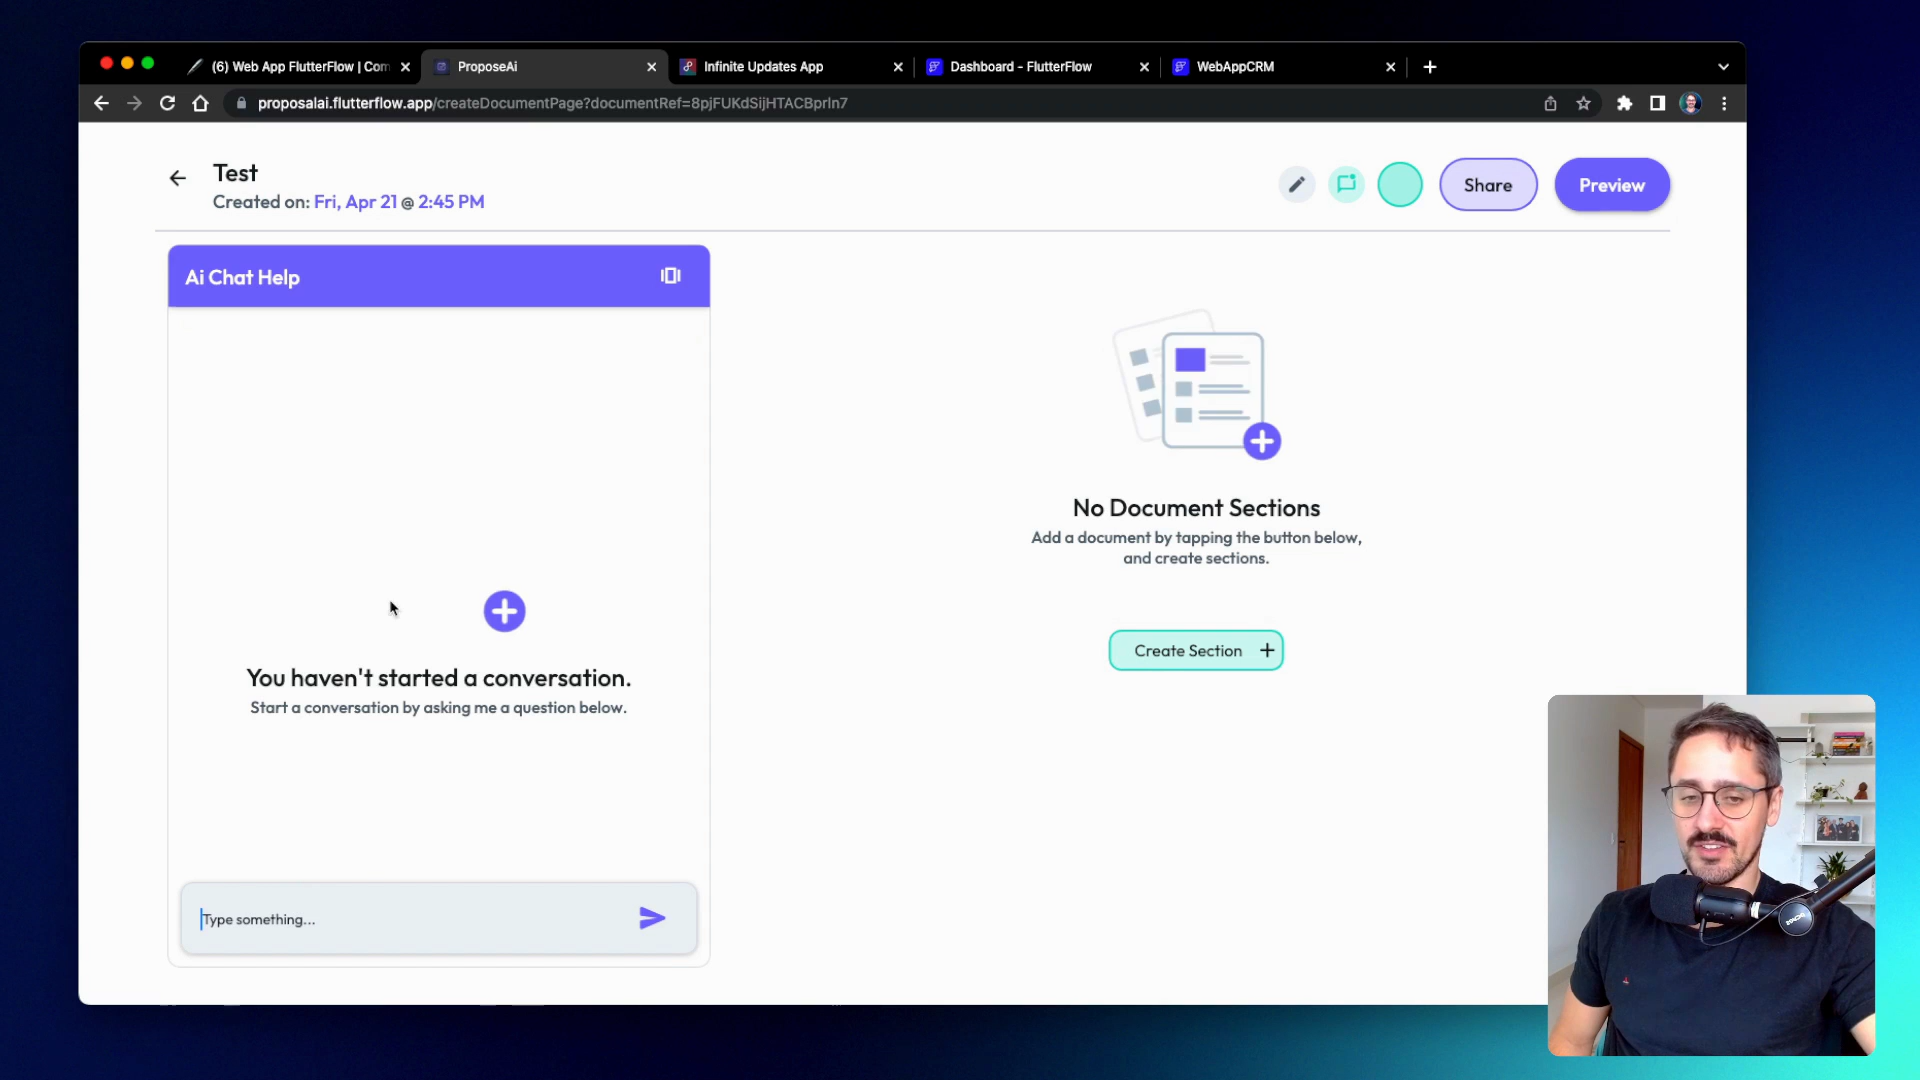 (6) Web App FlutterFlow | Com
ProposeAi
Infinite Updates App
Dashboard - FlutterFlow
WebAppCRM
proposalai.flutterflow.app/createDocumentPage?documentRef=8pjFUKdSijHTACBprIn7
Test
Created on: Fri, Apr 21 @ 2:45 PM
Share
Preview
Ai Chat Help
No Document Sections
Add a document by tapping the button below,
and create sections.
Create Section
You haven't started a conversation.
Start a conversation by asking me a question below.
Type something...